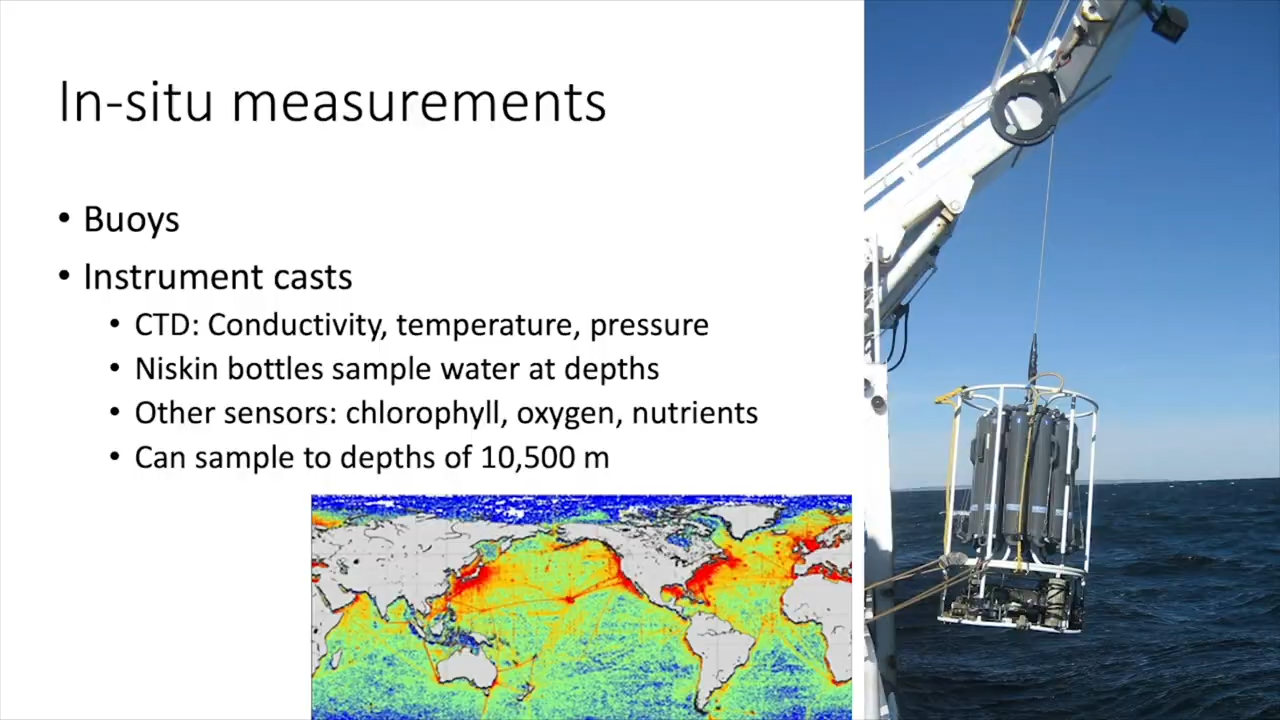 In-situ measurements
• Buoys
• Instrument casts
• CTD: Conductivity, temperature, pressure
• Niskin bottles sample water at depths
• Other sensors: chlorophyll, oxygen, nutrients
• Can sample to depths of 10,500 m